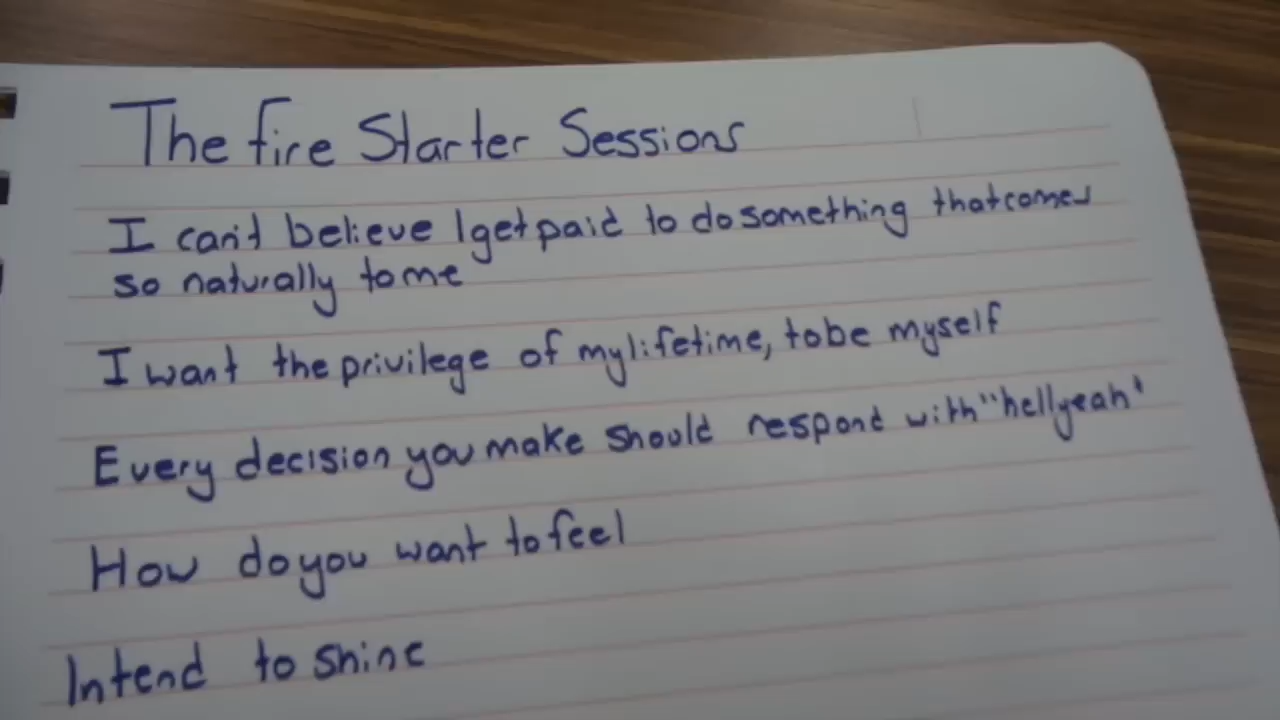 The fire Starter Sessions
I can't believe I get paid to do something that comes
so naturally to me
I want the privilege of my lifetime, to be myself
Every decision you make should respond with "hell yeah"
How do you want to feel
Intend to shine